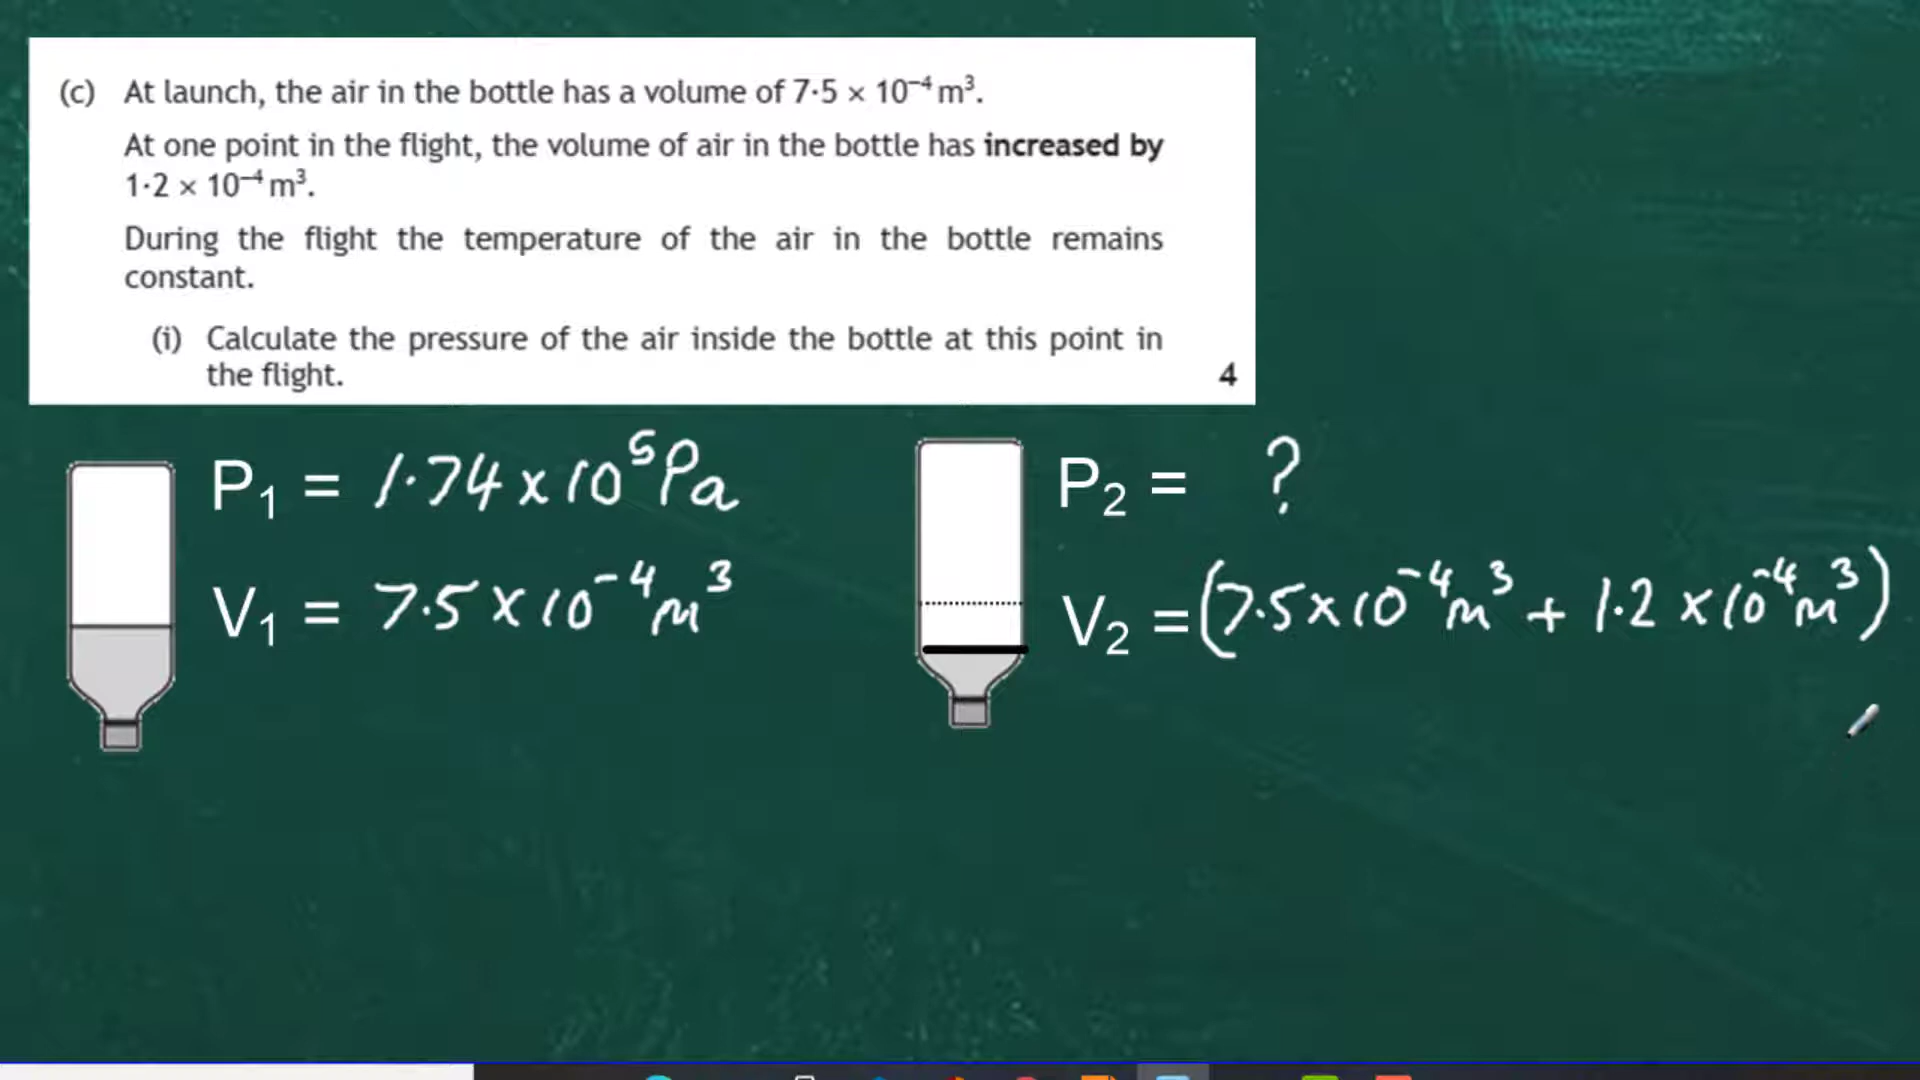 (c) At launch, the air in the bottle has a volume of 7·5 × 10⁻⁴ m³.
At one point in the flight, the volume of air in the bottle has increased by
1·2 × 10⁻⁴ m³.
During the flight the temperature of the air in the bottle remains
constant.
(i) Calculate the pressure of the air inside the bottle at this point in
the flight. 4
P₁ = 1·74 x 10⁵ Pa
V₁ = 7·5 x 10⁻⁴ m³
P₂ = ?
V₂ = (7·5 x 10⁻⁴ m³ + 1·2 x 10⁻⁴ m³)